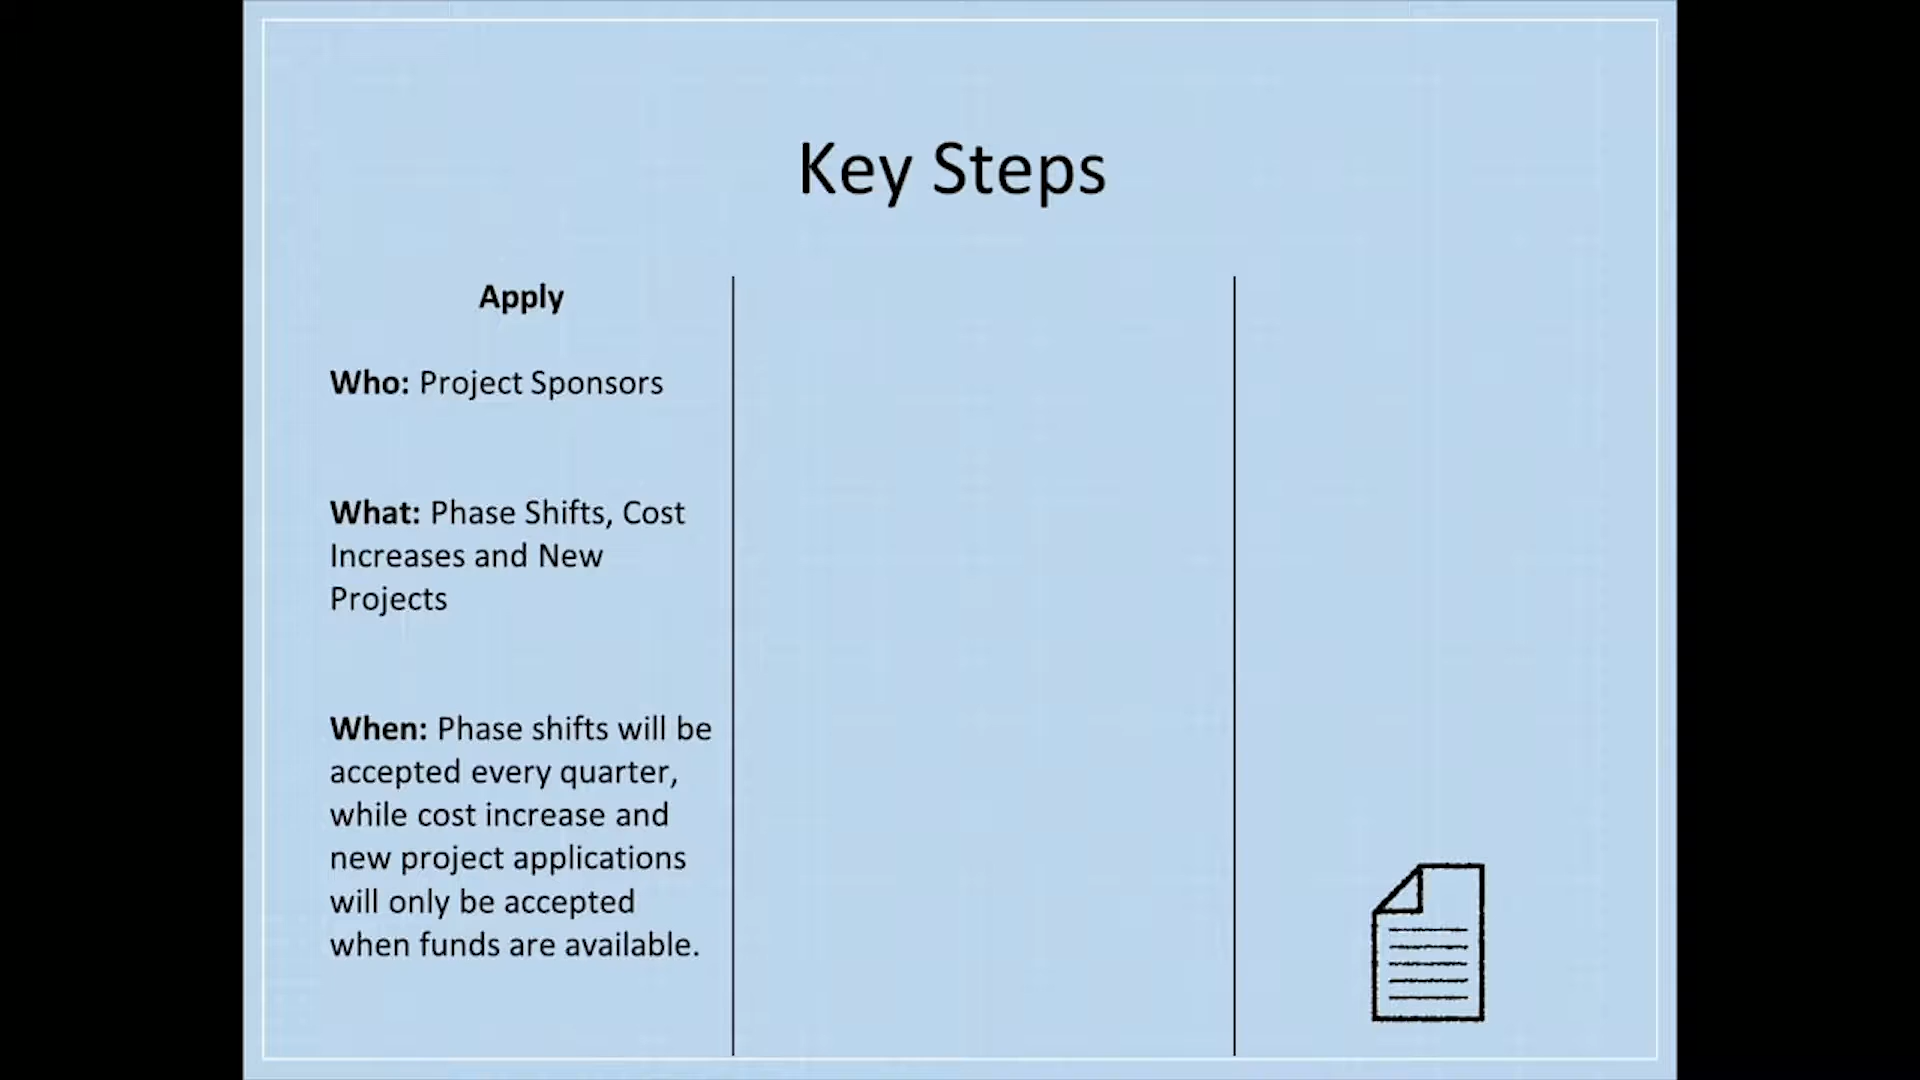 Key Steps
Apply
Who: Project Sponsors
What: Phase Shifts, Cost
Increases and New
Projects
When: Phase shifts will be
accepted every quarter,
while cost increase and
new project applications
will only be accepted
when funds are available.